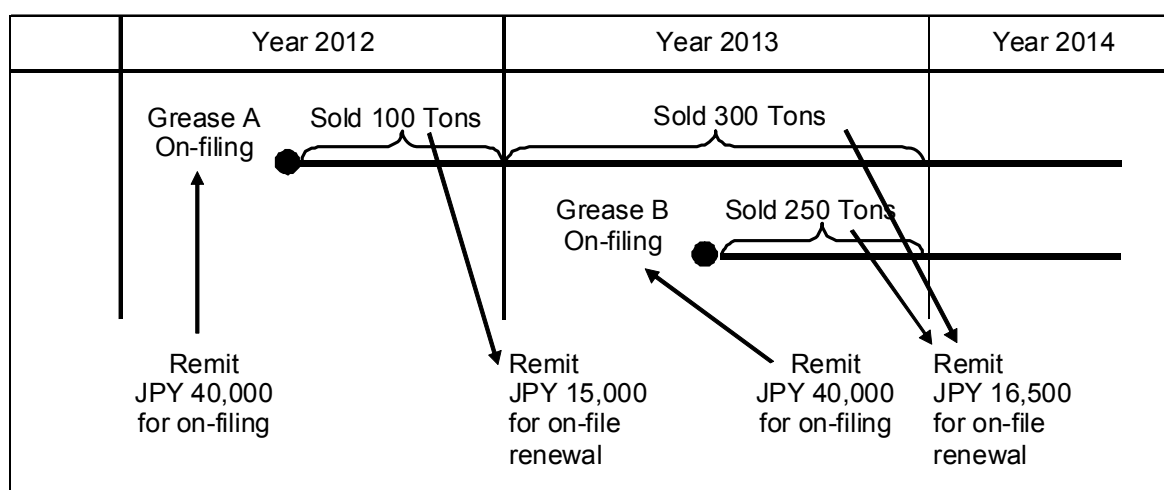 Year 2012
Year 2013
Year 2014
Grease A
On-filing
Sold 100 Tons
Sold 300 Tons
Grease B
On-filing
Sold 250 Tons
Remit
JPY 40,000
for on-filing
Remit
JPY 15,000
for on-file
renewal
Remit
JPY 40,000
for on-filing
Remit
JPY 16,500
for on-file
renewal